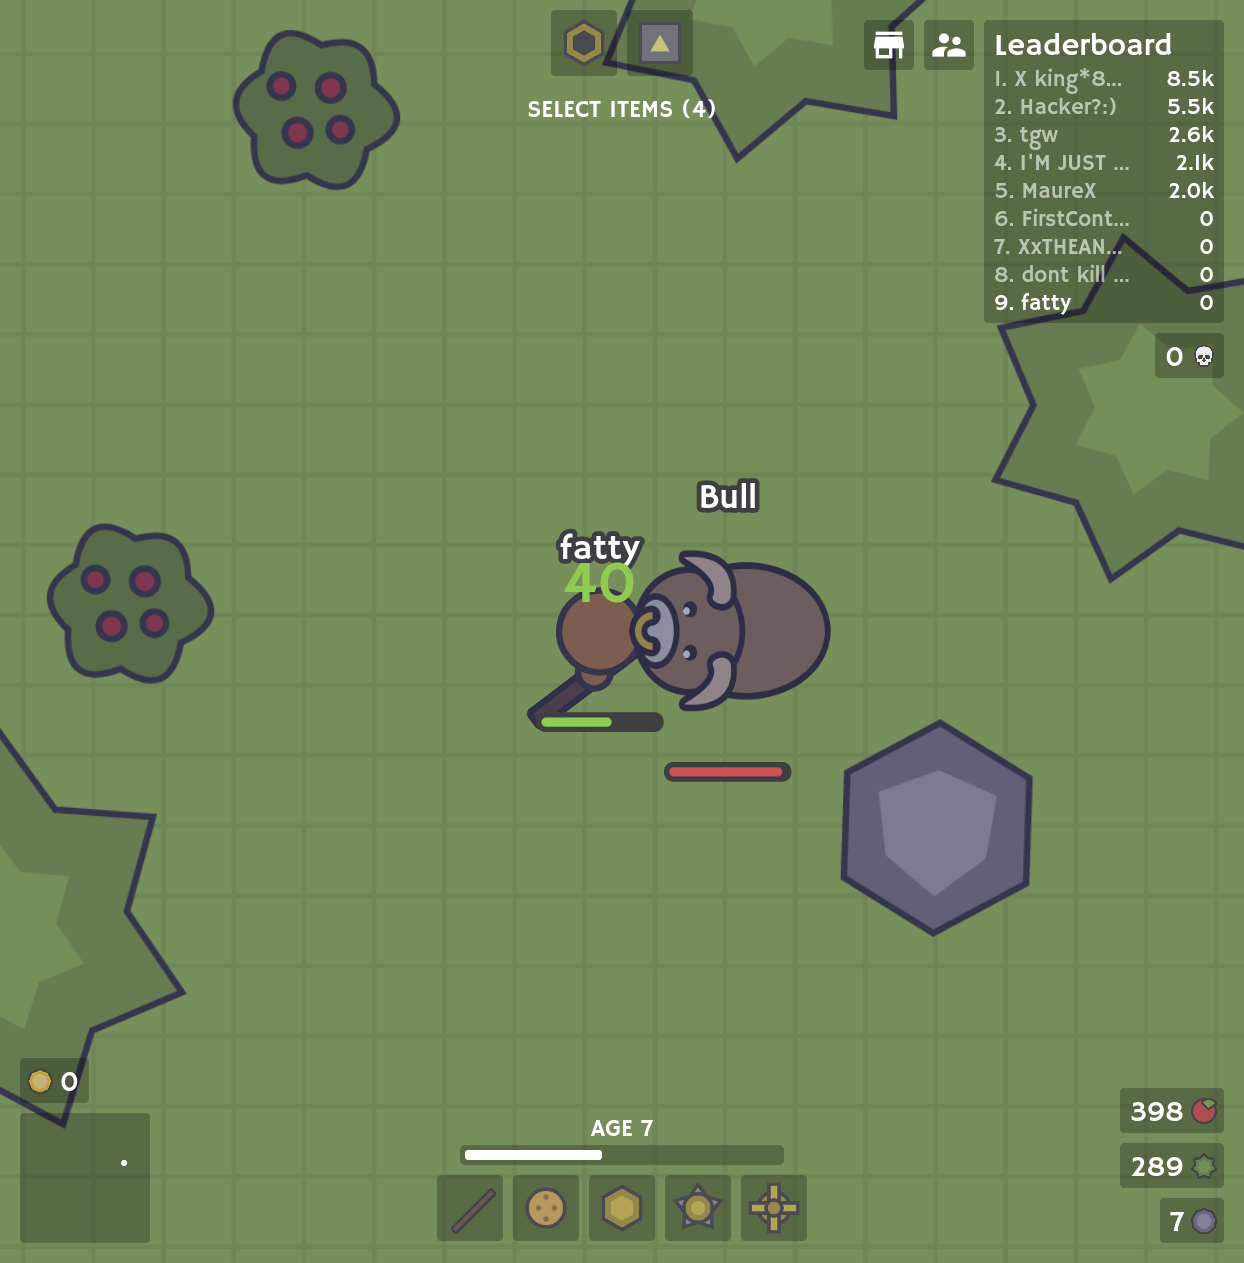 SELECT ITEMS (4)
Leaderboard
1. X king*8... 8.5k
2. Hacker?:) 5.5k
3. tgw 2.6k
4. I'M JUST ... 2.1k
5. MaureX 2.0k
6. FirstCont... 0
7. XxTHEAN... 0
8. dont kill ... 0
9. fatty 0
0
Bull
fatty
40
0
398
289
7
AGE 7